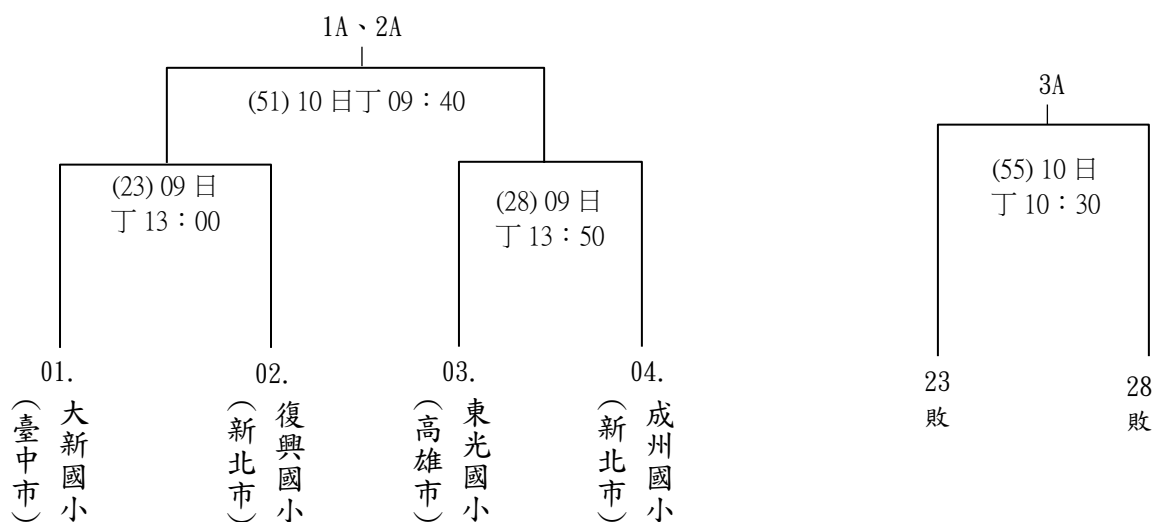 1A、2A
(51) 10 日丁 09：40
(23) 09 日
丁 13：00
(28) 09 日
丁 13：50
01.
大新國小
(臺中市)
02.
復興國小
(新北市)
03.
東光國小
(高雄市)
04.
成州國小
(新北市)
3A
(55) 10 日
丁 10：30
23
敗
28
敗